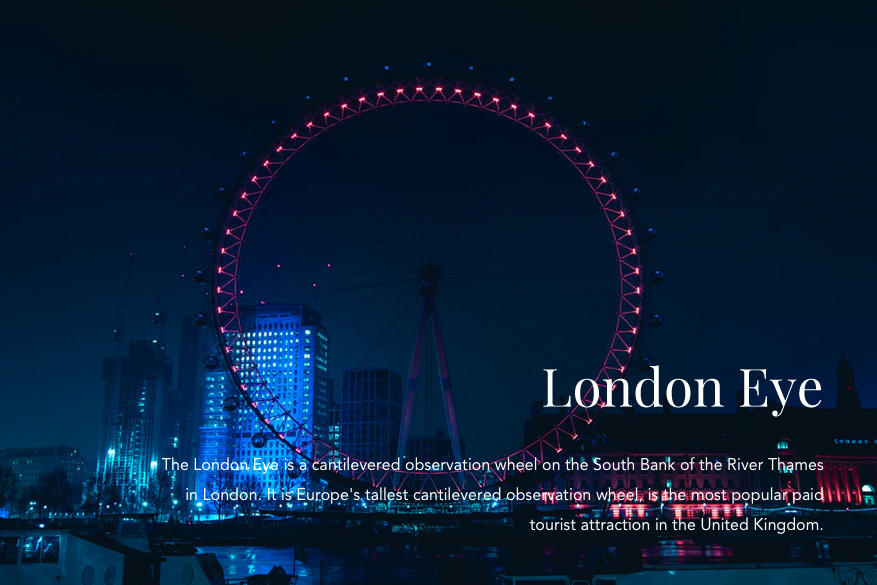 London Eye
The London Eye is a cantilevered observation wheel on the South Bank of the River Thames
in London. It is Europe's tallest cantilevered observation wheel, is the most popular paid
tourist attraction in the United Kingdom.